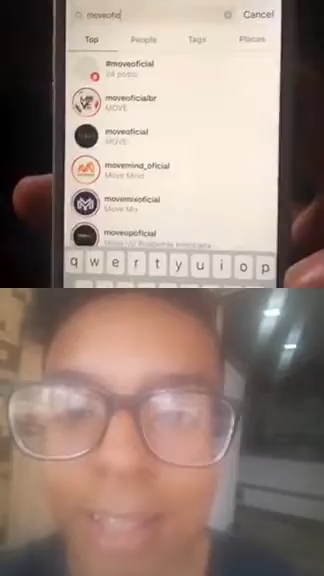 moveofic
Cancel
Top People Tags Places
#moveoficial
24 posts
moveoficialbr
MOVE
moveoficial
MOVE
movemind_oficial
Move Mind
movemixoficial
Move Mix
moveupoficial
q w e r t y u i o p